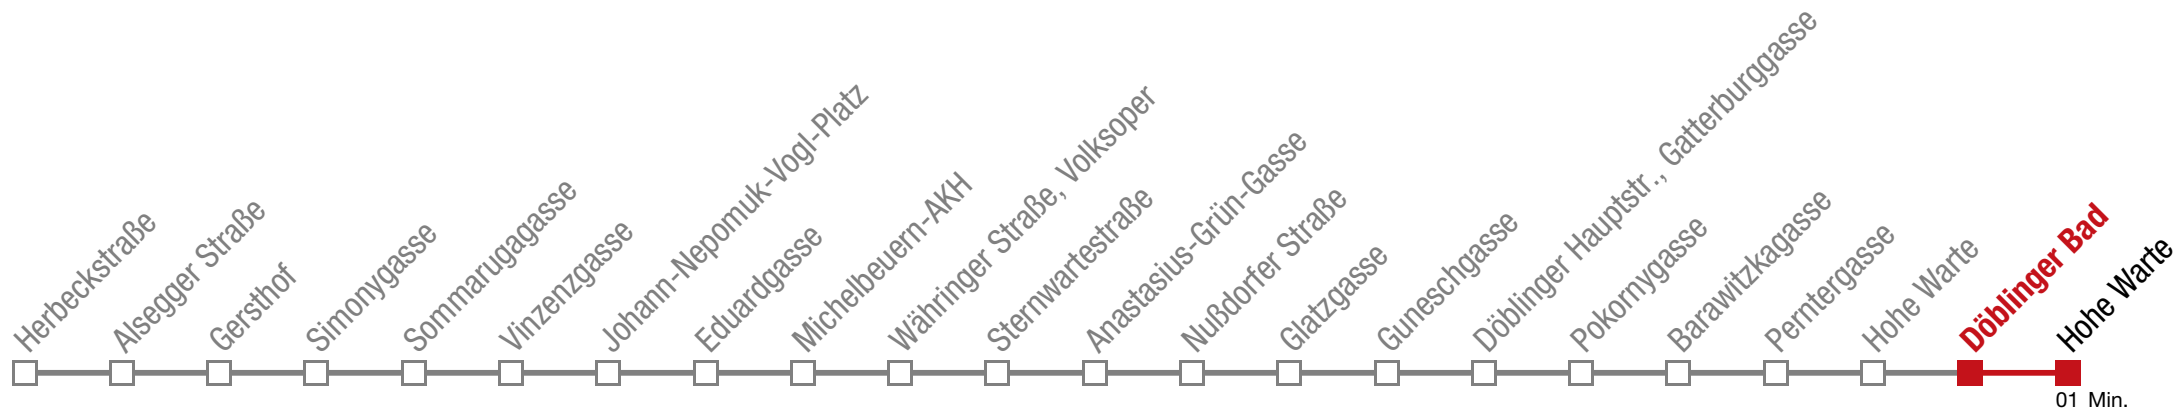 Herbeckstraße
Alsegger Straße
Gersthof
Simonygasse
Sommarugagasse
Vinzenzgasse
Johann-Nepomuk-Vogl-Platz
Eduardgasse
Michelbeuern-AKH
Währinger Straße, Volksoper
Sternwartestraße
Anastasius-Grün-Gasse
Nußdorfer Straße
Glatzgasse
Guneschgasse
Döblinger Hauptstr., Gatterburggasse
Pokornygasse
Barawitzkagasse
Perntergasse
Hohe Warte
Döblinger Bad
Hohe Warte
01 Min.